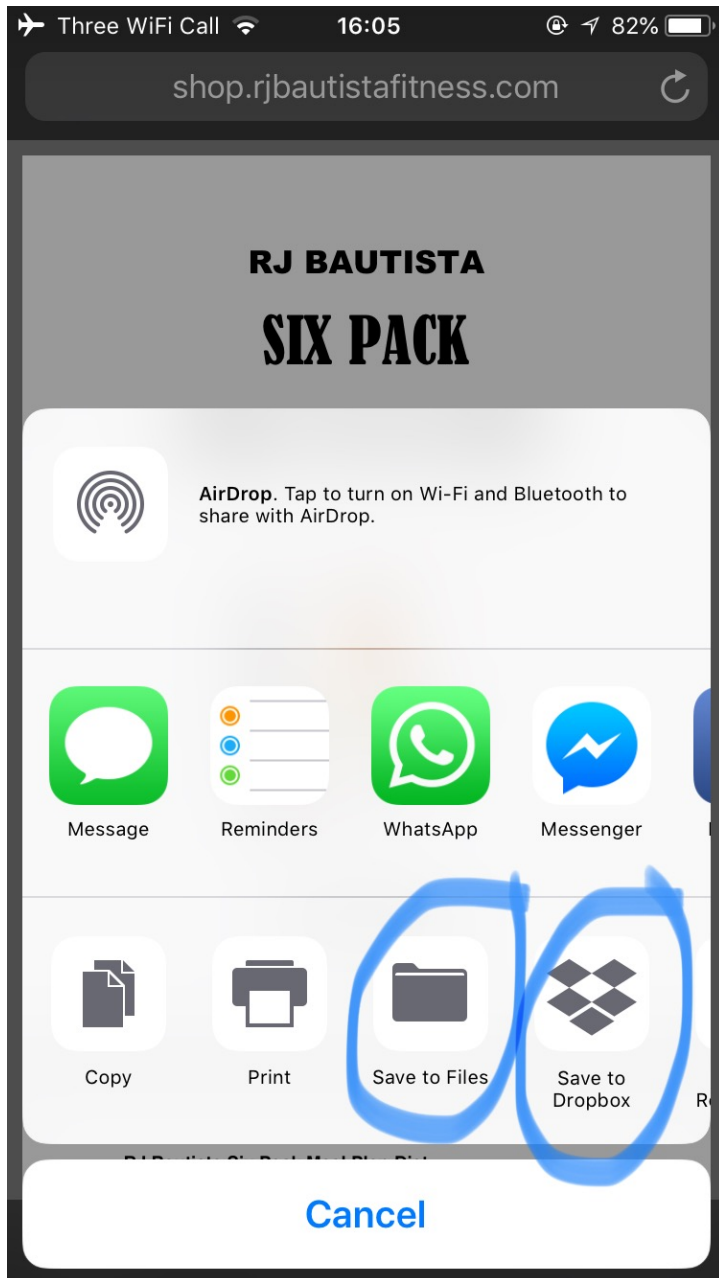 Three WiFi Call 16:05 82%
shop.rjbautistafitness.com
RJ BAUTISTA
SIX PACK
AirDrop. Tap to turn on Wi-Fi and Bluetooth to
share with AirDrop.
Message Reminders WhatsApp Messenger
Copy Print Save to Files Save to
Dropbox
Cancel